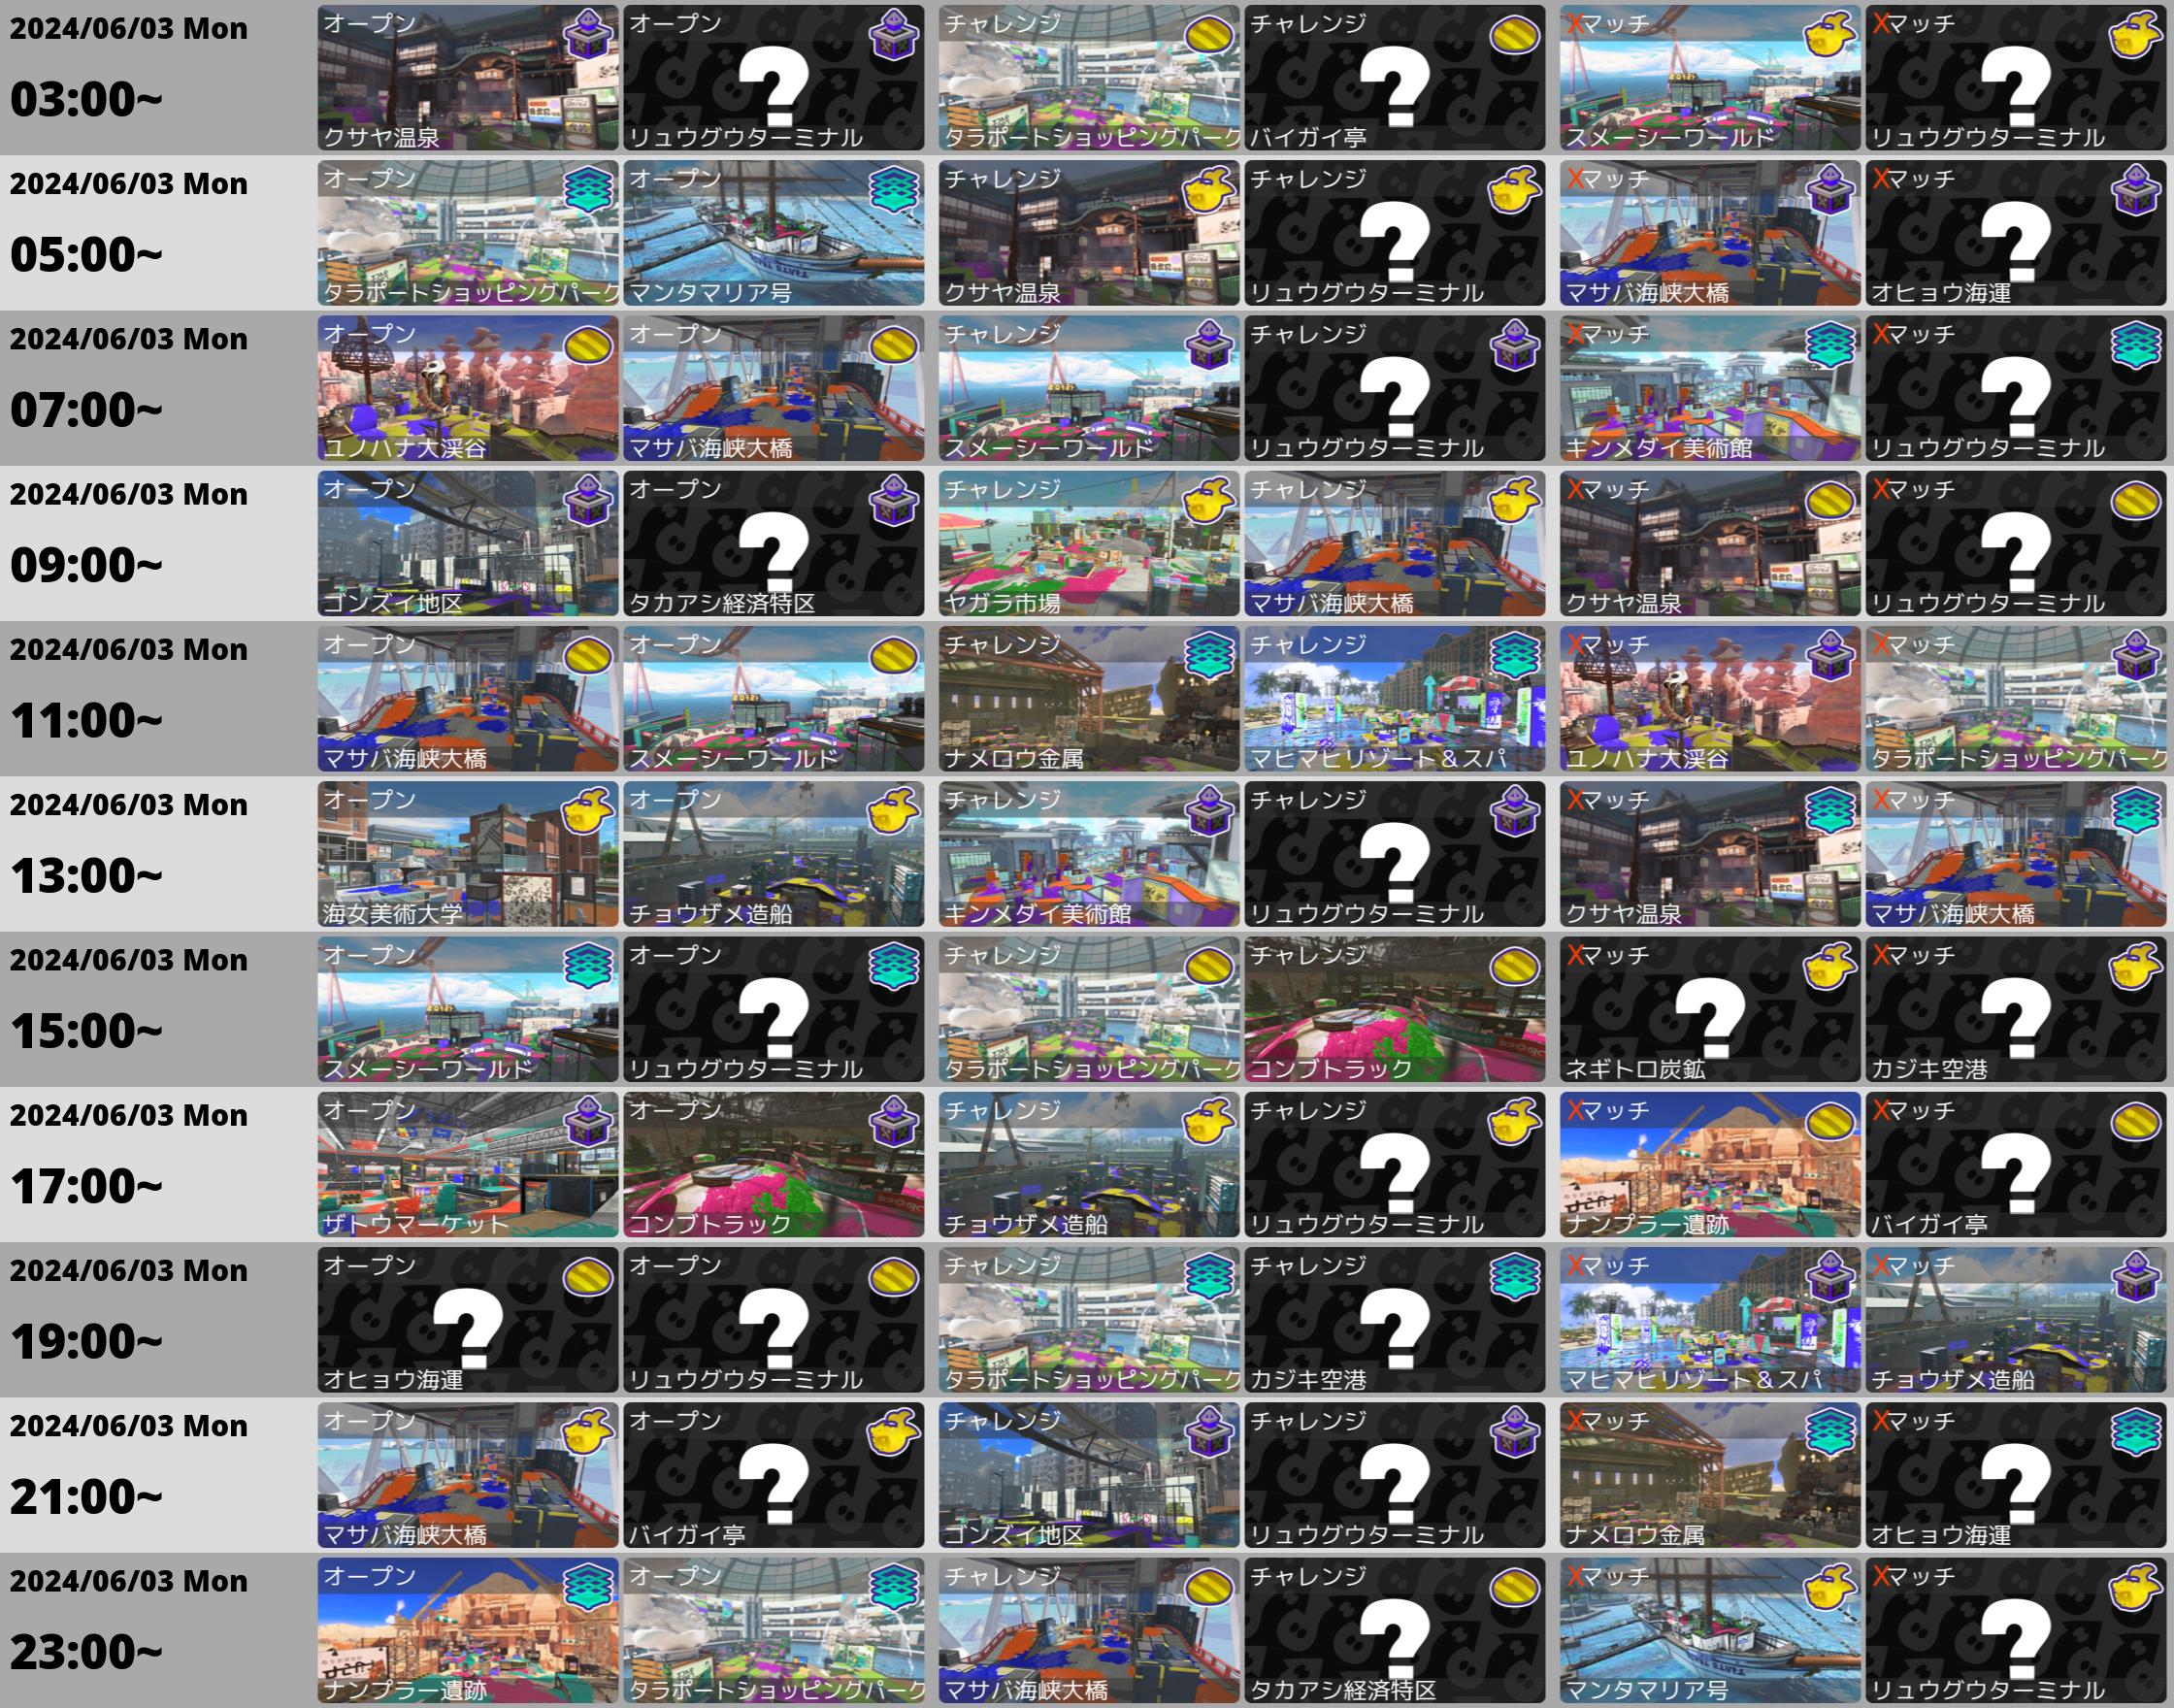 2024/06/03 Mon
03:00~
オープン
クサヤ温泉
オープン
リュウグウターミナル
チャレンジ
タラポートショッピングパーク
チャレンジ
バイガイ亭
Xマッチ
スメーシーワールド
Xマッチ
リュウグウターミナル
2024/06/03 Mon
05:00~
オープン
タラポートショッピングパーク
オープン
マンタマリア号
チャレンジ
クサヤ温泉
チャレンジ
リュウグウターミナル
Xマッチ
マサバ海峡大橋
Xマッチ
オヒョウ海運
2024/06/03 Mon
07:00~
オープン
ユノハナ大渓谷
オープン
マサバ海峡大橋
チャレンジ
スメーシーワールド
チャレンジ
リュウグウターミナル
Xマッチ
キンメダイ美術館
Xマッチ
リュウグウターミナル
2024/06/03 Mon
09:00~
オープン
ゴンズイ地区
オープン
タカアシ経済特区
チャレンジ
ヤガラ市場
チャレンジ
マサバ海峡大橋
Xマッチ
クサヤ温泉
Xマッチ
リュウグウターミナル
2024/06/03 Mon
11:00~
オープン
マサバ海峡大橋
オープン
スメーシーワールド
チャレンジ
ナメロウ金属
チャレンジ
マヒマヒリゾート＆スパ
Xマッチ
ユノハナ大渓谷
Xマッチ
タラポートショッピングパーク
2024/06/03 Mon
13:00~
オープン
海女美術大学
オープン
チョウザメ造船
チャレンジ
キンメダイ美術館
チャレンジ
リュウグウターミナル
Xマッチ
クサヤ温泉
Xマッチ
マサバ海峡大橋
2024/06/03 Mon
15:00~
オープン
スメーシーワールド
オープン
リュウグウターミナル
チャレンジ
タラポートショッピングパーク
チャレンジ
コンブトラック
Xマッチ
ネギトロ炭鉱
Xマッチ
カジキ空港
2024/06/03 Mon
17:00~
オープン
ザトウマーケット
オープン
コンブトラック
チャレンジ
チョウザメ造船
チャレンジ
リュウグウターミナル
Xマッチ
ナンプラー遺跡
Xマッチ
バイガイ亭
2024/06/03 Mon
19:00~
オープン
オヒョウ海運
オープン
リュウグウターミナル
チャレンジ
タラポートショッピングパーク
チャレンジ
カジキ空港
Xマッチ
マヒマヒリゾート＆スパ
Xマッチ
チョウザメ造船
2024/06/03 Mon
21:00~
オープン
マサバ海峡大橋
オープン
バイガイ亭
チャレンジ
ゴンズイ地区
チャレンジ
リュウグウターミナル
Xマッチ
ナメロウ金属
Xマッチ
オヒョウ海運
2024/06/03 Mon
23:00~
オープン
ナンプラー遺跡
オープン
タラポートショッピングパーク
チャレンジ
マサバ海峡大橋
チャレンジ
タカアシ経済特区
Xマッチ
マンタマリア号
Xマッチ
リュウグウターミナル